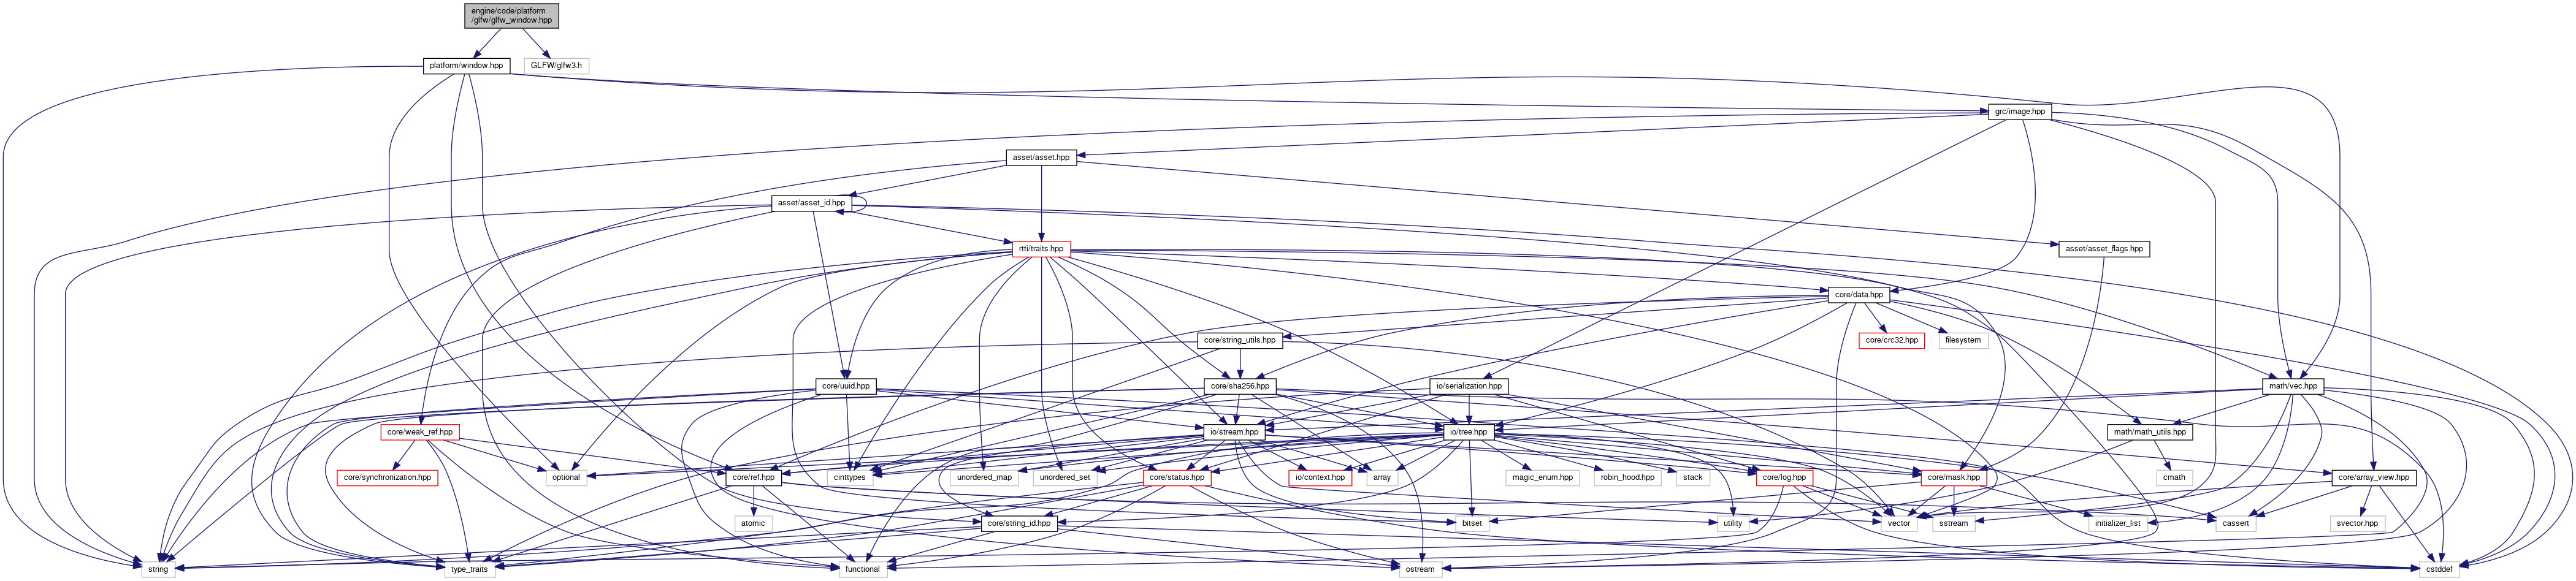 engine/code/platform
/glfw/glfw_window.hpp
platform/window.hpp
GLFW/glfw3.h
grc/image.hpp
asset/asset.hpp
asset/asset_id.hpp
rtti/traits.hpp
asset/asset_flags.hpp
core/data.hpp
core/string_utils.hpp
core/crc32.hpp
filesystem
core/uuid.hpp
core/sha256.hpp
io/serialization.hpp
math/vec.hpp
core/weak_ref.hpp
io/stream.hpp
io/tree.hpp
math/math_utils.hpp
core/synchronization.hpp
optional
core/ref.hpp
cinttypes
unordered_map
unordered_set
core/status.hpp
io/context.hpp
array
magic_enum.hpp
robin_hood.hpp
stack
core/log.hpp
core/mask.hpp
cmath
core/array_view.hpp
atomic
core/string_id.hpp
bitset
utility
vector
sstream
initializer_list
cassert
svector.hpp
string
type_traits
functional
ostream
cstddef